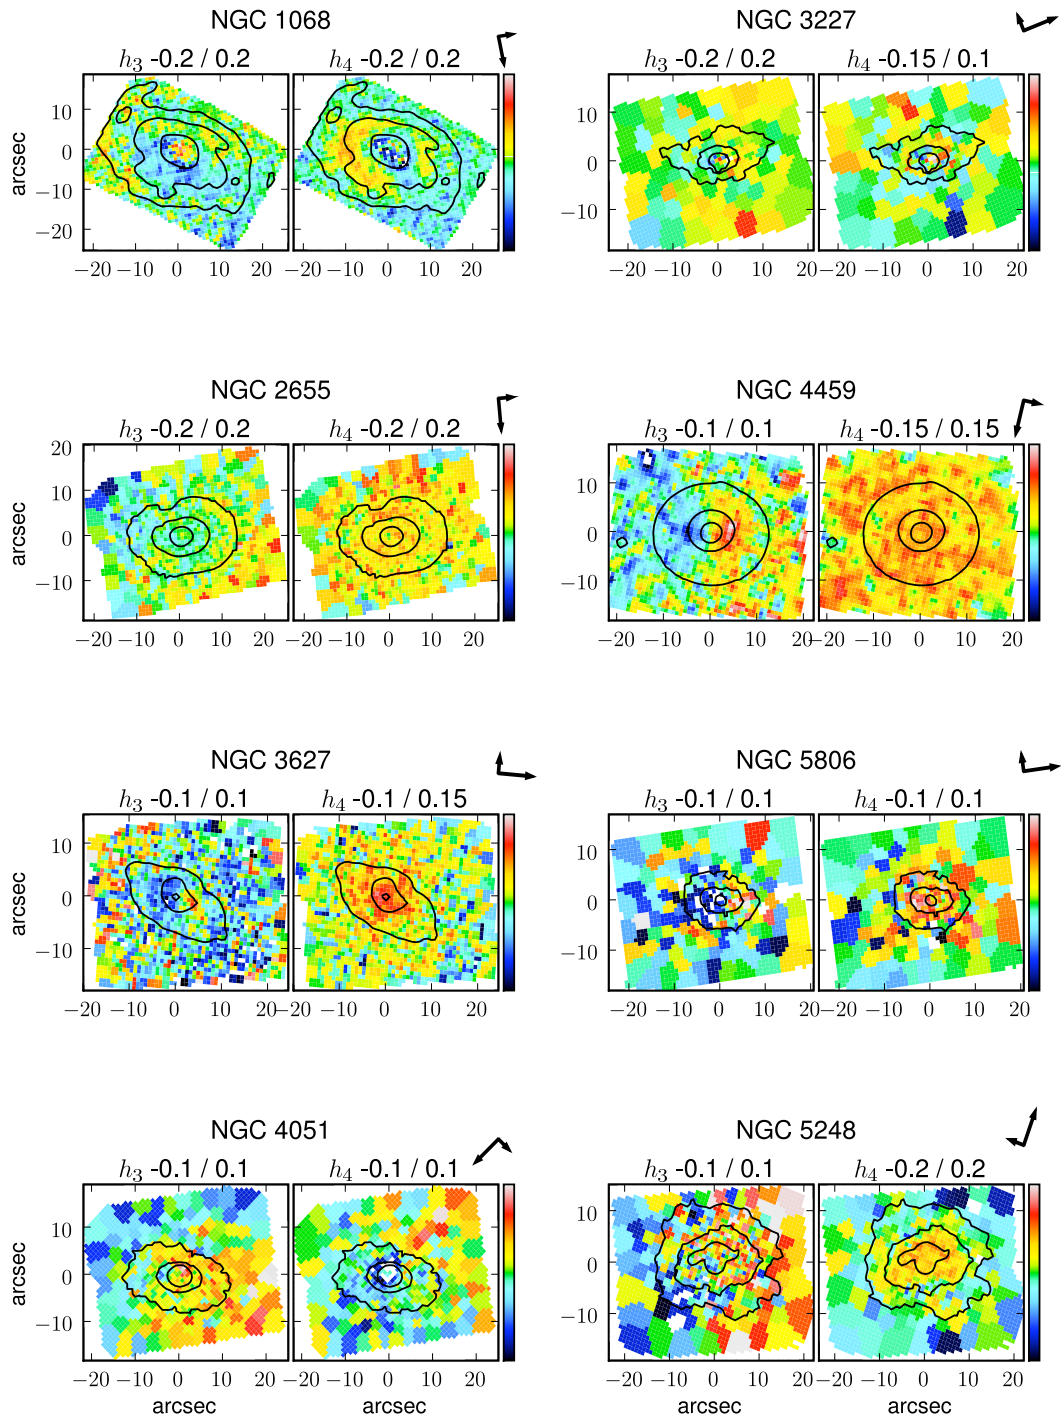 NGC 1068
h₃ -0.2 / 0.2
h₄ -0.2 / 0.2
arcsec
10
0
−10
−20
−20 −10 0 10 20
−20 −10 0 10 20
NGC 3227
h₃ -0.2 / 0.2
h₄ -0.15 / 0.1
10
0
−10
−20 −10 0 10 20
−20 −10 0 10 20
NGC 2655
h₃ -0.2 / 0.2
h₄ -0.2 / 0.2
arcsec
20
10
0
−10
−20 −10 0 10 20
−20 −10 0 10 20
NGC 4459
h₃ -0.1 / 0.1
h₄ -0.15 / 0.15
10
0
−10
−20 −10 0 10 20
−20 −10 0 10 20
NGC 3627
h₃ -0.1 / 0.1
h₄ -0.1 / 0.15
arcsec
10
0
−10
−20 −10 0 10 20
−20 −10 0 10 20
NGC 5806
h₃ -0.1 / 0.1
h₄ -0.1 / 0.1
10
0
−10
−20 −10 0 10 20
−20 −10 0 10 20
NGC 4051
h₃ -0.1 / 0.1
h₄ -0.1 / 0.1
arcsec
10
0
−10
−20 −10 0 10 20
−20 −10 0 10 20
arcsec
arcsec
NGC 5248
h₃ -0.1 / 0.1
h₄ -0.2 / 0.2
10
0
−10
−20 −10 0 10 20
−20 −10 0 10 20
arcsec
arcsec